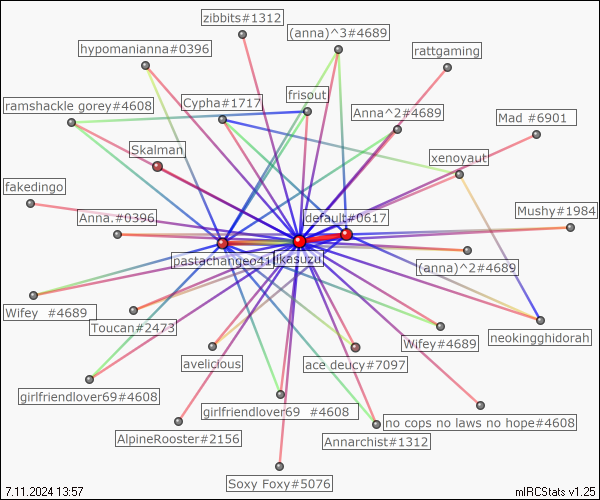 zibbits#1312
(anna)^3#4689
hypomanianna#0396
rattgaming
frisout
Cypha#1717
ramshackle gorey#4608
Anna^2#4689
Mad #6901
Skalman
xenoyaut
fakedingo
Anna.#0396
default#0617
Mushy#1984
pastachangeo41
ikasuzu
(anna)^2#4689
Wifey #4689
Toucan#2473
Wifey#4689
neokingghidorah
avelicious
ace deucy#7097
girlfriendlover69#4608
girlfriendlover69 #4608
no cops no laws no hope#4608
AlpineRooster#2156
Annarchist#1312
Soxy Foxy#5076
7.11.2024 13:57
mIRCStats v1.25